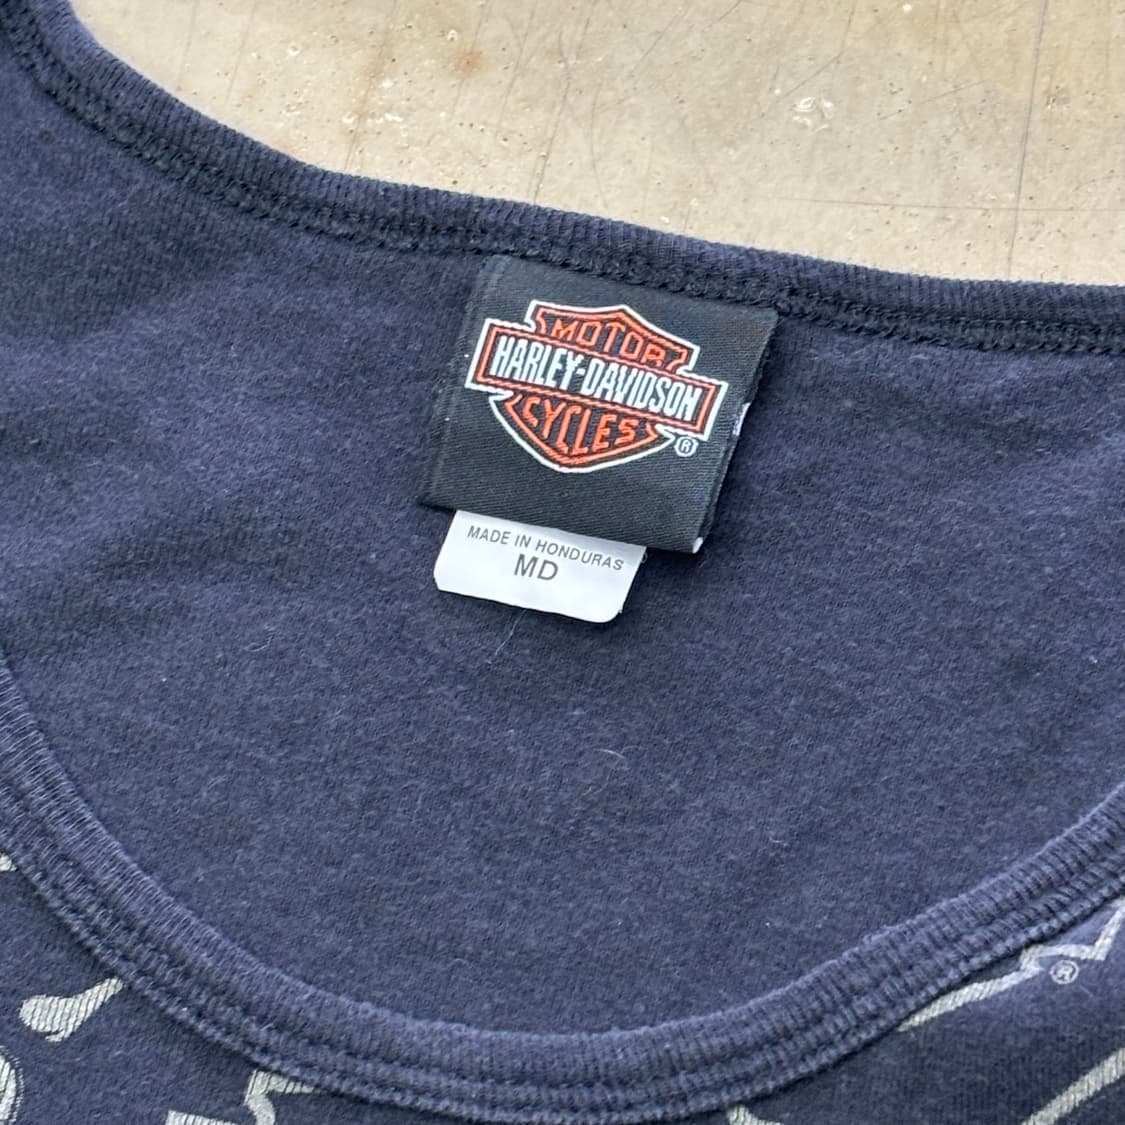 MOTOR
HARLEY-DAVIDSON
CYCLES
®
MADE IN HONDURAS
MD
®